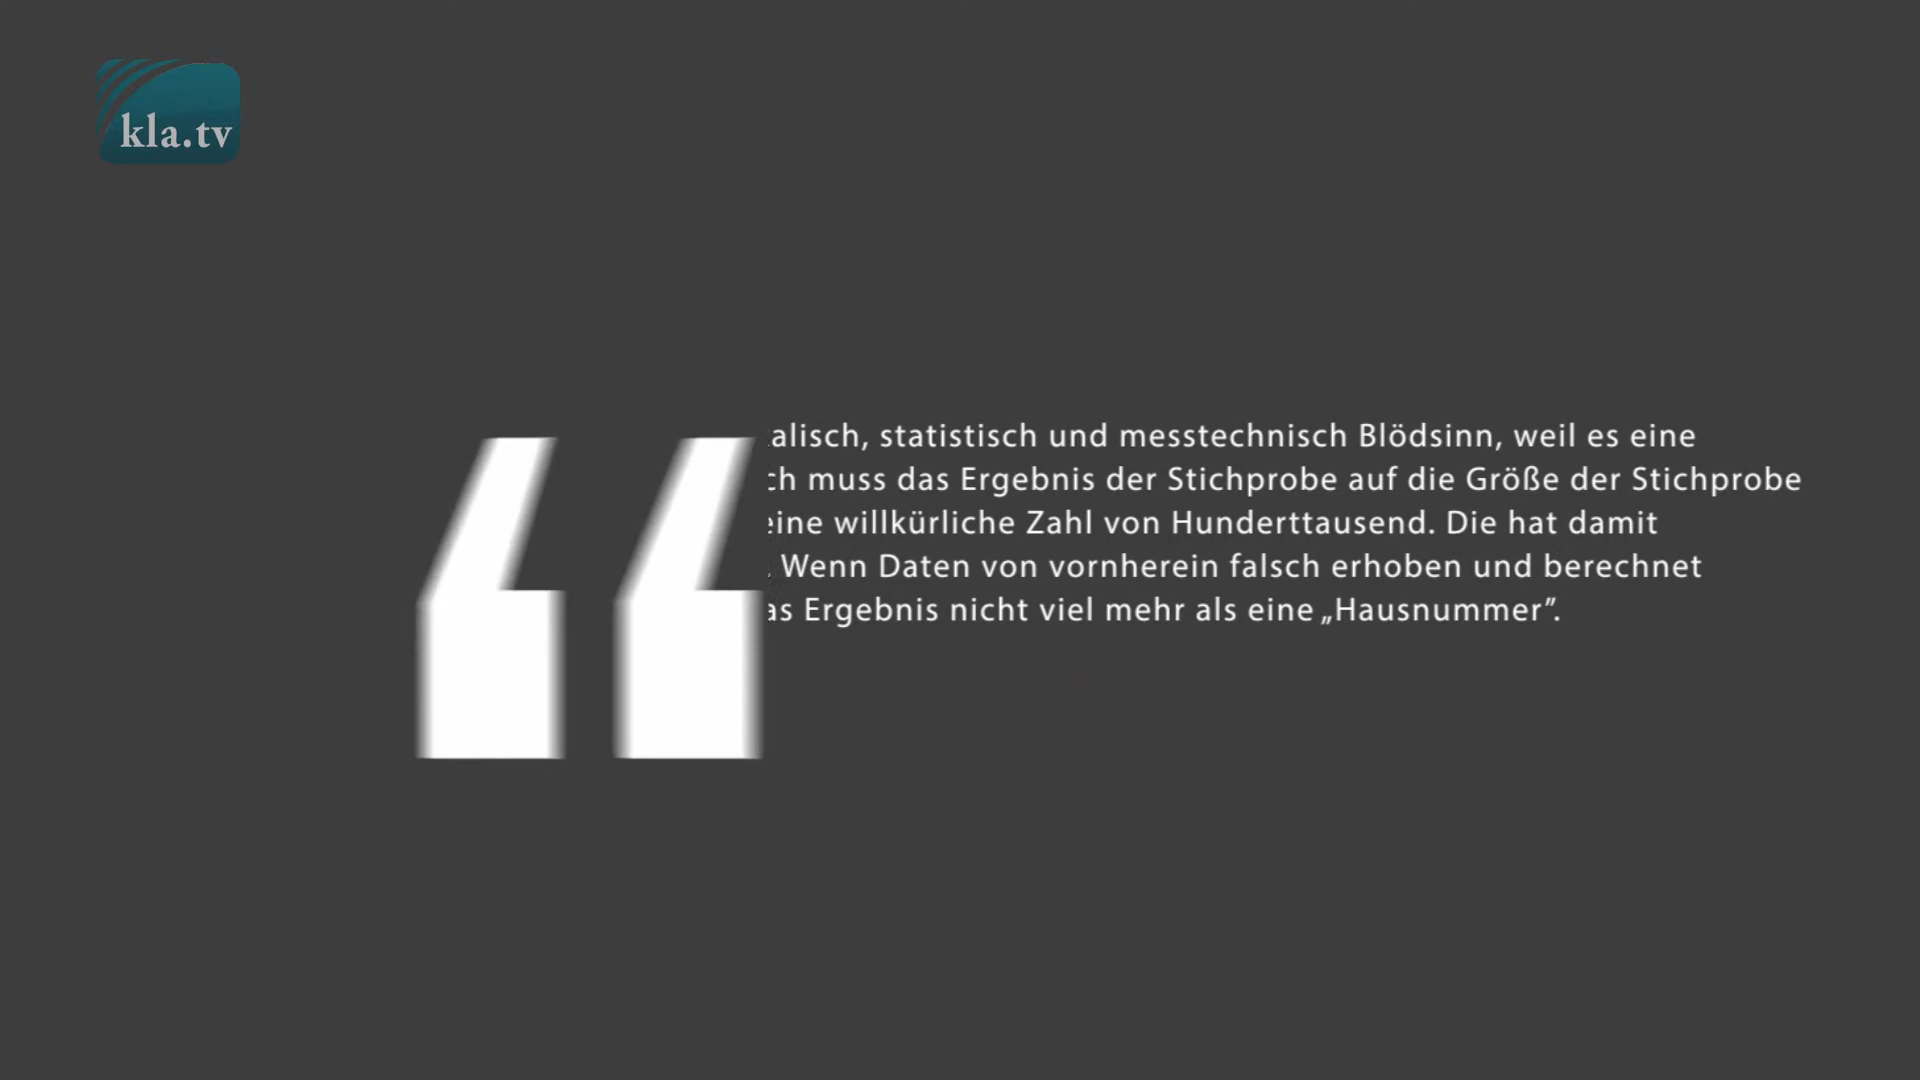 kla.tv
alisch, statistisch und messtechnisch Blödsinn, weil es eine
ch muss das Ergebnis der Stichprobe auf die Größe der Stichprobe
eine willkürliche Zahl von Hunderttausend. Die hat damit
. Wenn Daten von vornherein falsch erhoben und berechnet
as Ergebnis nicht viel mehr als eine „Hausnummer”.